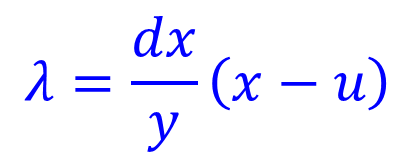 λ = dx/y (x − u)